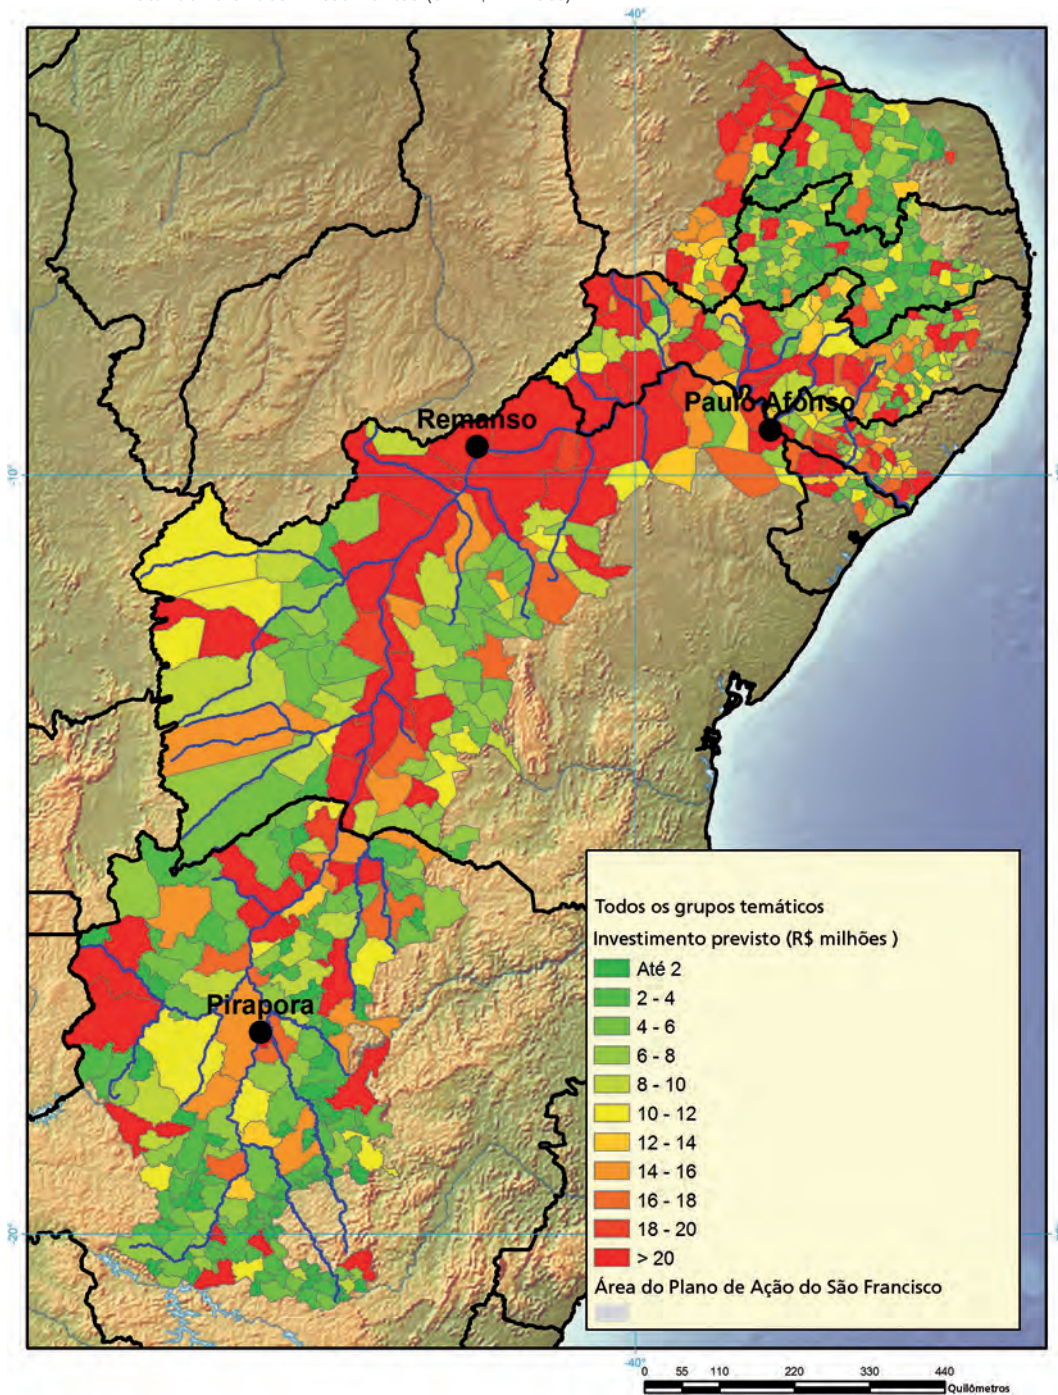 -40°
Remanso
Paulo Afonso
-10°
Pirapora
Todos os grupos temáticos
Investimento previsto (R$ milhões )
Até 2
2 - 4
4 - 6
6 - 8
8 - 10
10 - 12
12 - 14
14 - 16
16 - 18
18 - 20
> 20
Área do Plano de Ação do São Francisco
-20°
-40°
0 55 110 220 330 440
Quilômetros